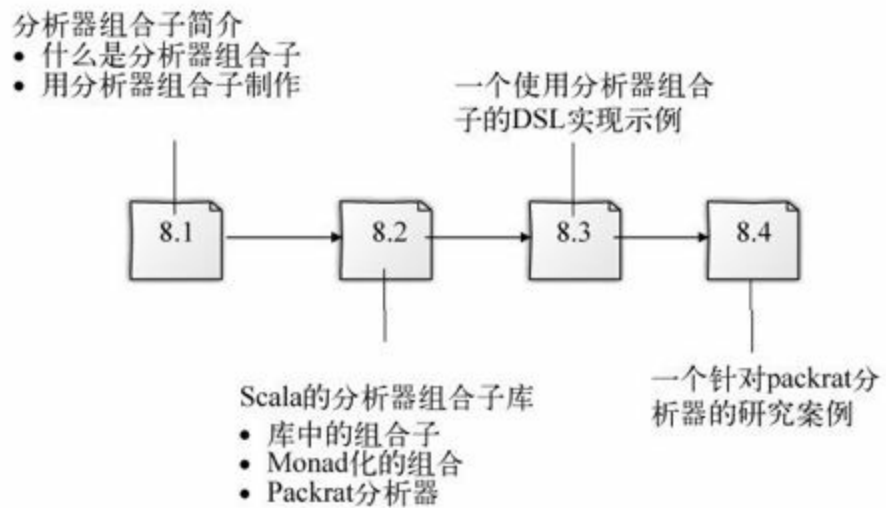 分析器组合子简介
• 什么是分析器组合子
• 用分析器组合子制作
一个使用分析器组合
子的DSL实现示例
8.1
8.2
8.3
8.4
Scala的分析器组合子库
• 库中的组合子
• Monad化的组合
• Packrat分析器
一个针对packrat分
析器的研究案例